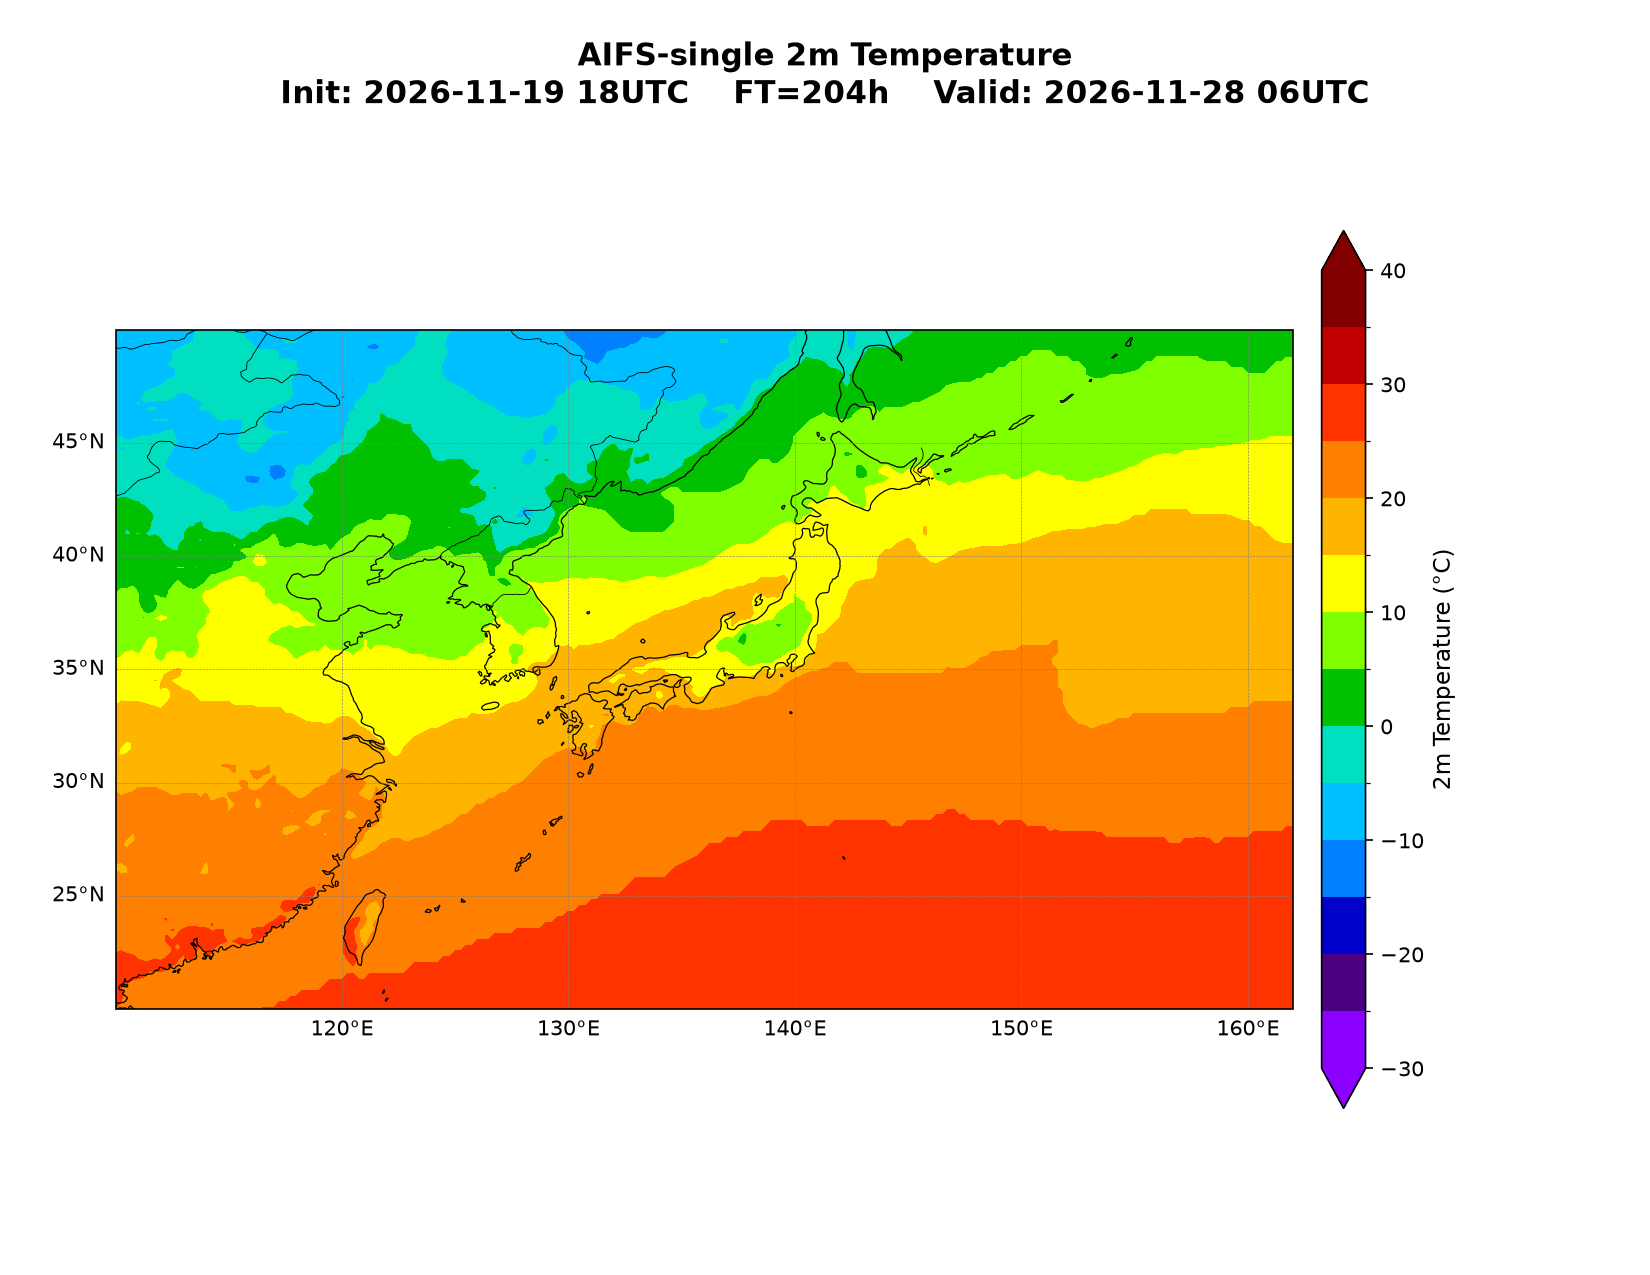 AIFS-single 2m Temperature
Init: 2026-11-19 18UTC    FT=204h    Valid: 2026-11-28 06UTC
45°N
40°N
35°N
30°N
25°N
120°E
130°E
140°E
150°E
160°E
40
30
20
10
0
−10
−20
−30
2m Temperature (°C)